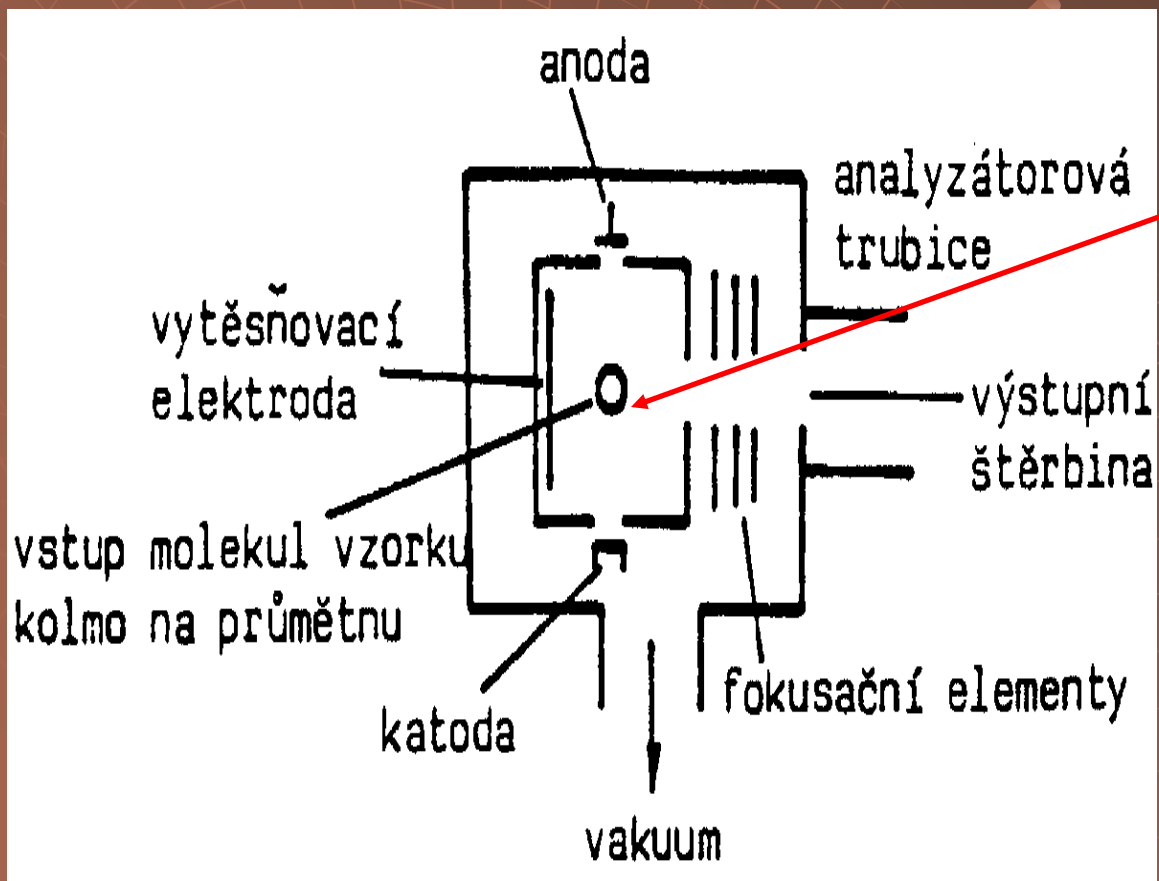 anoda
analyzátorová
trubice
vytěsňovací
elektroda
výstupní
štěrbina
vstup molekul vzorku
kolmo na průmětnu
fokusační elementy
katoda
vakuum